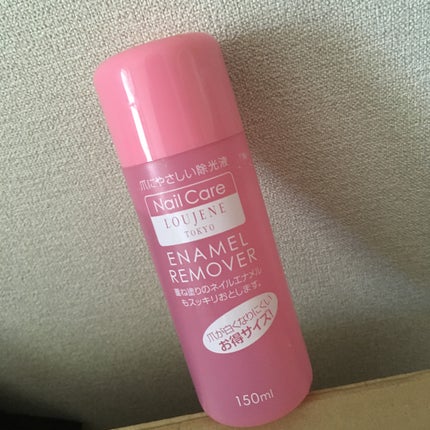 爪にやさしい除光液
Nail Care
LOUJENE
TOKYO
ENAMEL
REMOVER
重ね塗りのネイルエナメル
もスッキリおとします。
爪が白くなりにくい
お得サイズ!
150ml